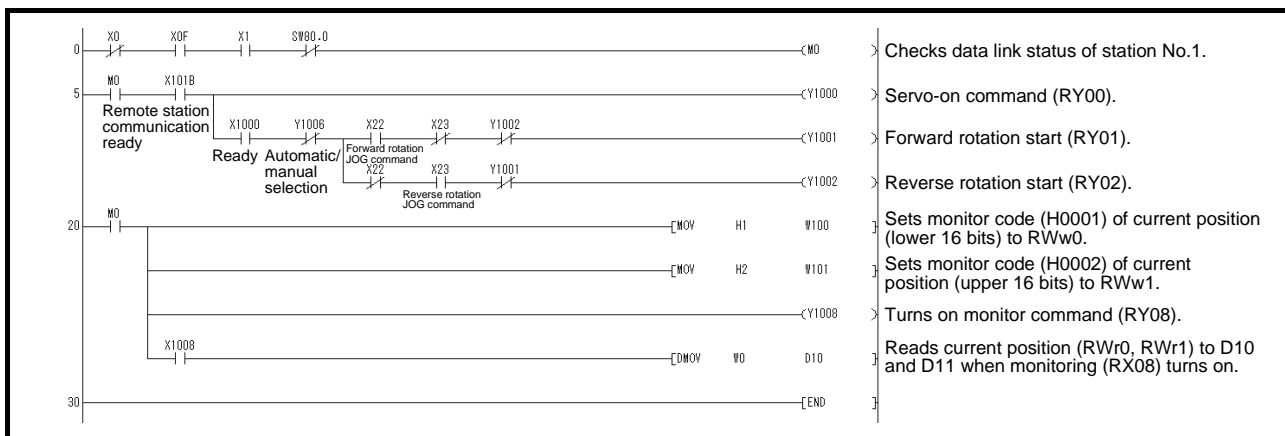 X0 X0F X1 SW80.0
0 (M0 ) Checks data link status of station No.1.
M0 X101B
5 (Y1000 ) Servo-on command (RY00).
Remote station
communication
ready
X1000 Y1006 X22 X23 Y1002
(Y1001 ) Forward rotation start (RY01).
Ready Automatic/
manual
selection
Forward rotation
JOG command
X22 X23 Y1001
(Y1002 ) Reverse rotation start (RY02).
Reverse rotation
JOG command
M0
20 [MOV H1 W100 ] Sets monitor code (H0001) of current position
(lower 16 bits) to RWw0.
[MOV H2 W101 ] Sets monitor code (H0002) of current
position (upper 16 bits) to RWw1.
(Y1008 ) Turns on monitor command (RY08).
X1008
[DMOV W0 D10 ] Reads current position (RWr0, RWr1) to D10
and D11 when monitoring (RX08) turns on.
30 [END ]